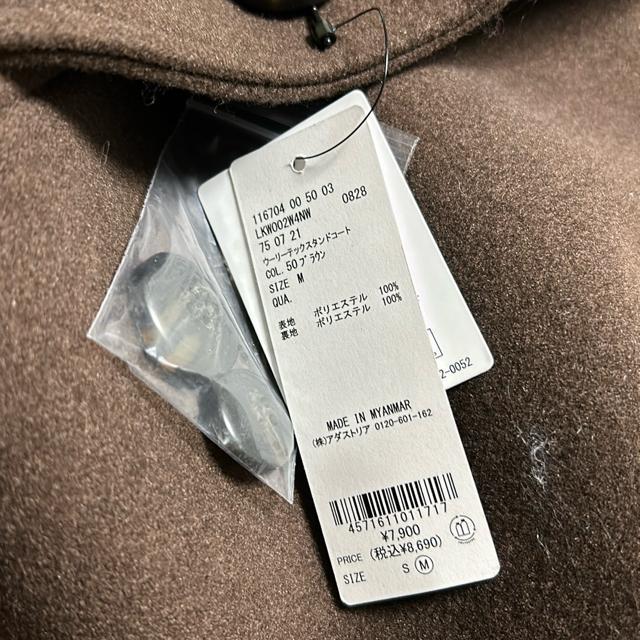 116704 00 50 03
LKW002W4NW 0828
75 07 21
ウーリーテックスタンドコート
COL. 50ブラウン
SIZE M
QUA.
表地 ポリエステル 100%
裏地 ポリエステル 100%
2-0052
MADE IN MYANMAR
(株)アダストリア 0120-601-162
4571611011717
¥7,900
PRICE (税込¥8,690)
SIZE S M